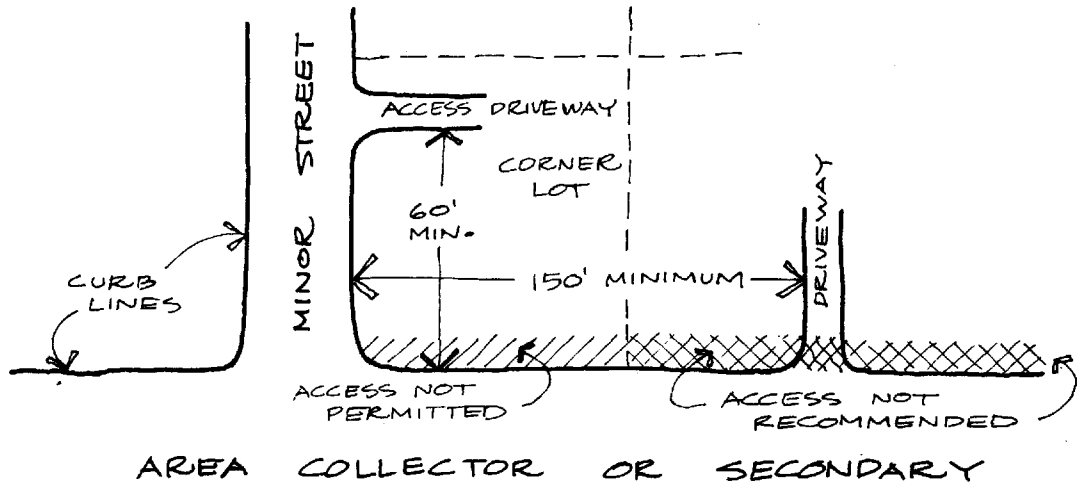 MINOR STREET
ACCESS DRIVEWAY
CORNER
LOT
DRIVEWAY
60'
MIN.
150' MINIMUM
CURB
LINES
ACCESS NOT
PERMITTED
ACCESS NOT
RECOMMENDED
AREA COLLECTOR OR SECONDARY